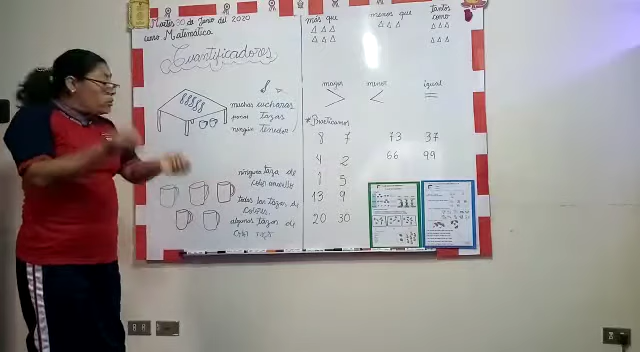 Martes 30 de Junio del 2020
curso Matemática
Cuantificadores
muchas cucharas
pocas tazas
ningún tenedor
ninguna taza de
color amarillo
todas las tazas de
colores.
algunas tazas de
color rojo
más que
menos que
tantos
como
mayor
menor
igual
>
<
=
*Practicamos
8 7
73 37
4 2
66 99
1 5
13 9
20 30